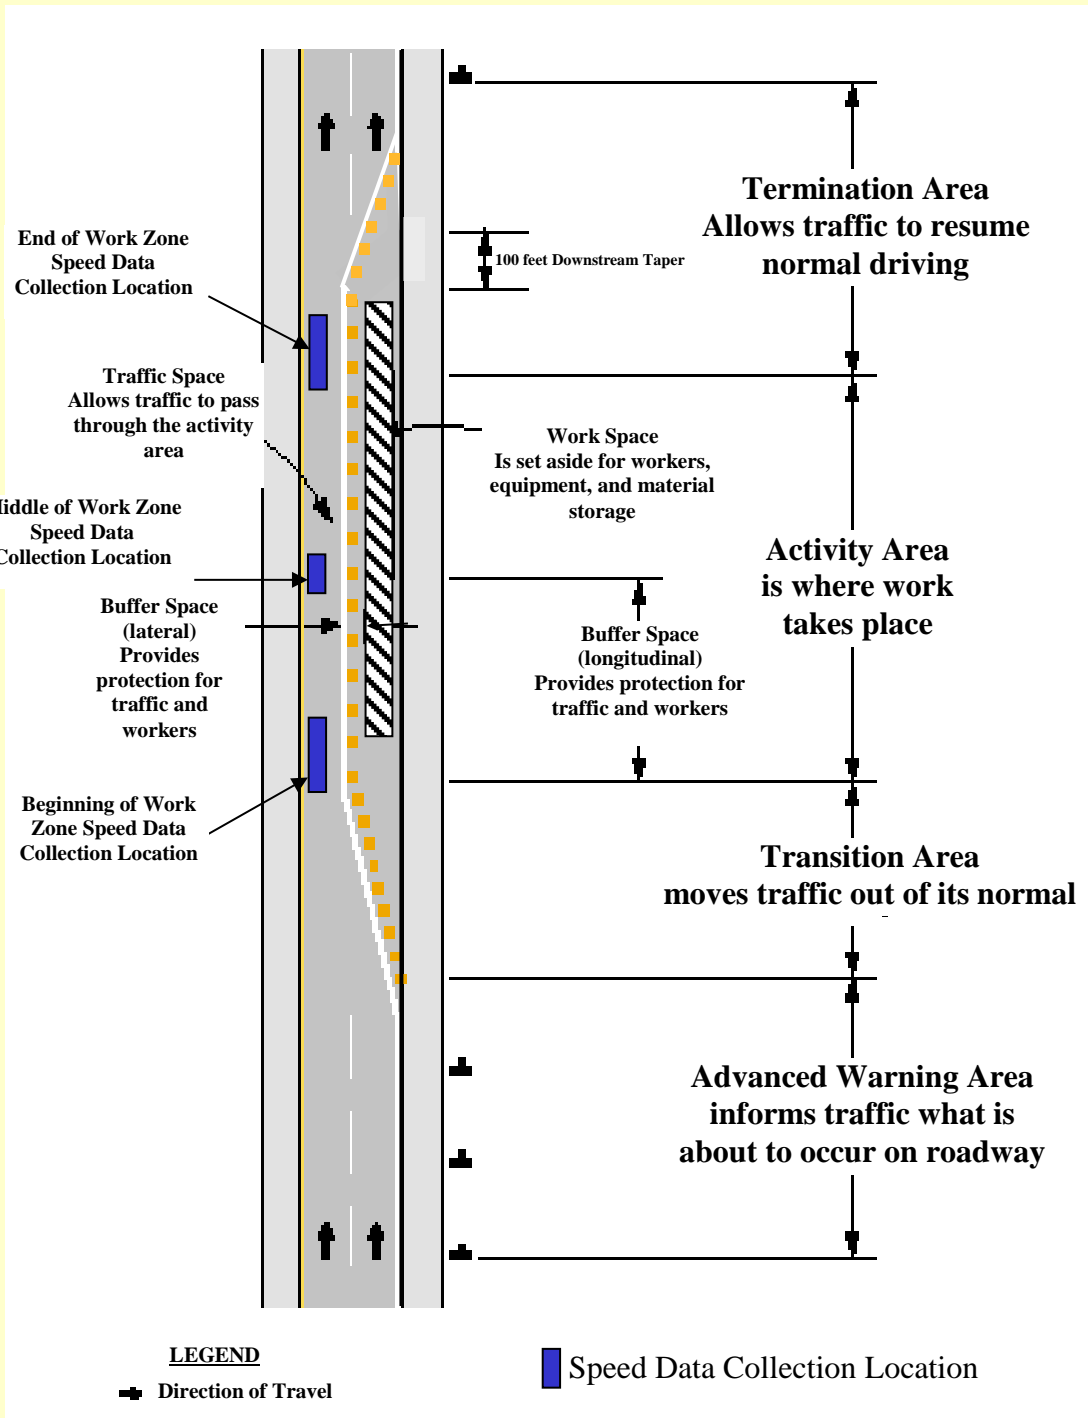 Termination Area
Allows traffic to resume
normal driving
End of Work Zone
Speed Data
Collection Location
100 feet Downstream Taper
Traffic Space
Allows traffic to pass
through the activity
area
Work Space
Is set aside for workers,
equipment, and material
storage
iddle of Work Zone
Speed Data
Collection Location
Activity Area
is where work
takes place
Buffer Space
(lateral)
Provides
protection for
traffic and
workers
Buffer Space
(longitudinal)
Provides protection for
traffic and workers
Beginning of Work
Zone Speed Data
Collection Location
Transition Area
moves traffic out of its normal
Advanced Warning Area
informs traffic what is
about to occur on roadway
LEGEND
Direction of Travel
Speed Data Collection Location